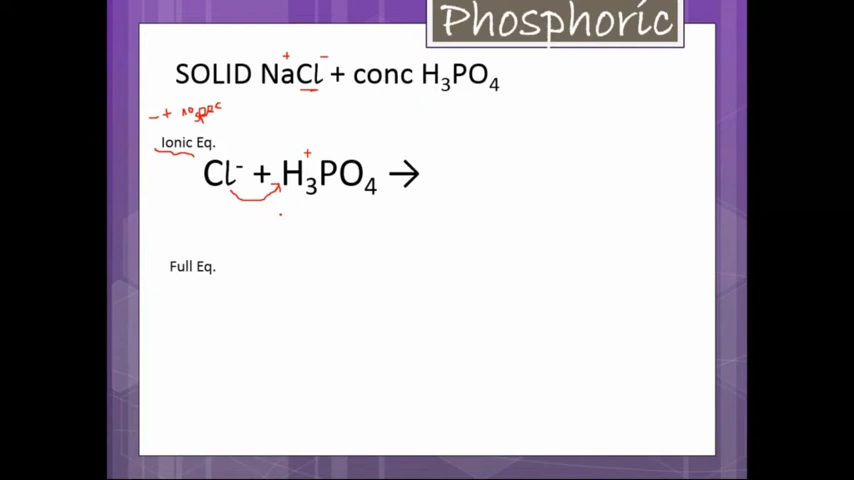 Phosphoric
SOLID NaCl + conc H₃PO₄
+ −
− +
Ionic Eq.
Cl⁻ + H₃PO₄ →
+
Full Eq.